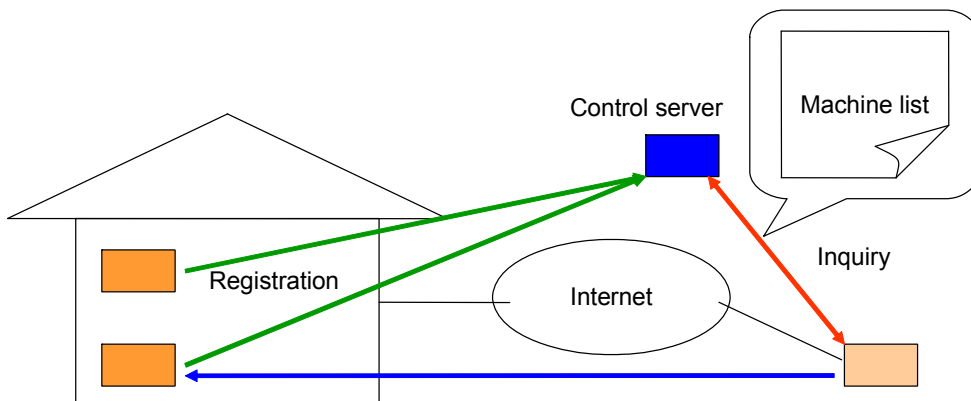 Control server
Machine list
Registration
Inquiry
Internet